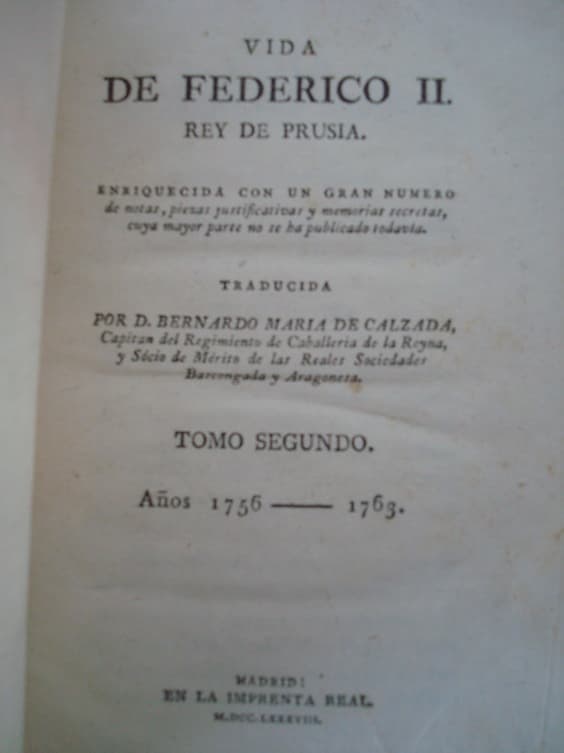 VIDA
DE FEDERICO II.
REY DE PRUSIA.
ENRIQUECIDA CON UN GRAN NUMERO
de notas, piezas justificativas y memorias secretas,
cuya mayor parte no se ha publicado todavia.
TRADUCIDA
POR D. BERNARDO MARIA DE CALZADA,
Capitan del Regimiento de Caballeria de la Reyna,
y Sócio de Mérito de las Reales Sociedades
Bascongada y Aragonesa.
TOMO SEGUNDO.
Años 1756 —— 1763.
MADRID:
EN LA IMPRENTA REAL.
M.DCC.LXXXVIII.